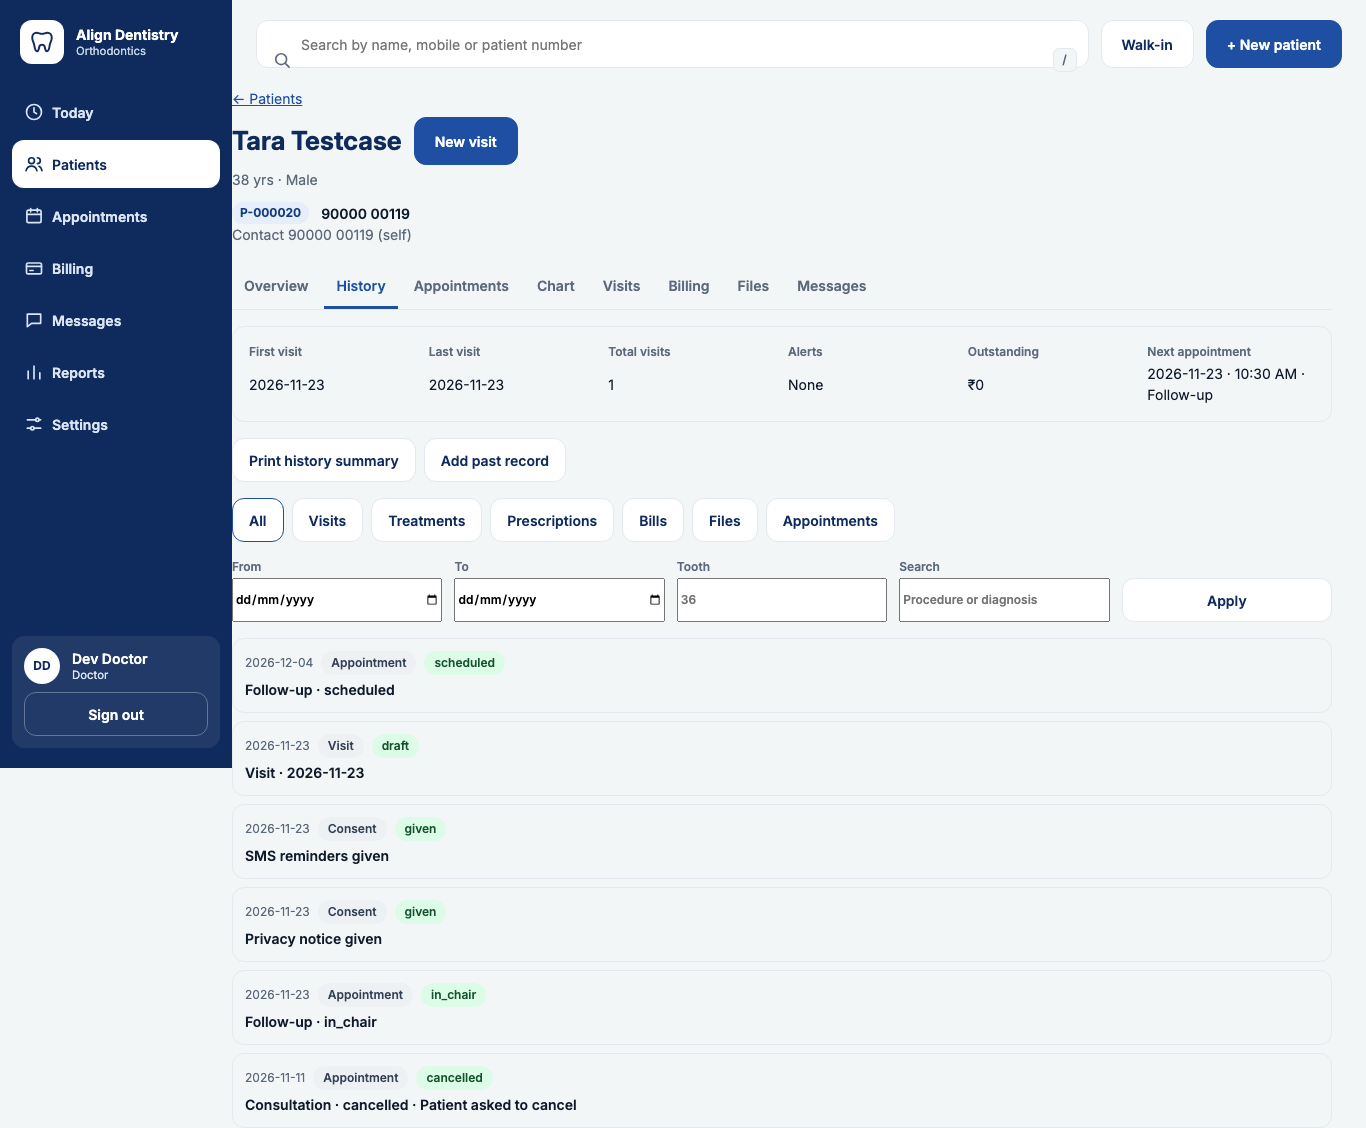 Align Dentistry
Orthodontics
Today
Patients
Appointments
Billing
Messages
Reports
Settings
DD
Dev Doctor
Doctor
Sign out
Search by name, mobile or patient number
/
Walk-in
+ New patient
← Patients
Tara Testcase
New visit
38 yrs · Male
P-000020 90000 00119
Contact 90000 00119 (self)
Overview History Appointments Chart Visits Billing Files Messages
First visit Last visit Total visits Alerts Outstanding Next appointment
2026-11-23 2026-11-23 1 None ₹0 2026-11-23 · 10:30 AM ·
Follow-up
Print history summary Add past record
All Visits Treatments Prescriptions Bills Files Appointments
From To Tooth Search
dd/mm/yyyy dd/mm/yyyy 36 Procedure or diagnosis Apply
2026-12-04 Appointment scheduled
Follow-up · scheduled
2026-11-23 Visit draft
Visit · 2026-11-23
2026-11-23 Consent given
SMS reminders given
2026-11-23 Consent given
Privacy notice given
2026-11-23 Appointment in_chair
Follow-up · in_chair
2026-11-11 Appointment cancelled
Consultation · cancelled · Patient asked to cancel